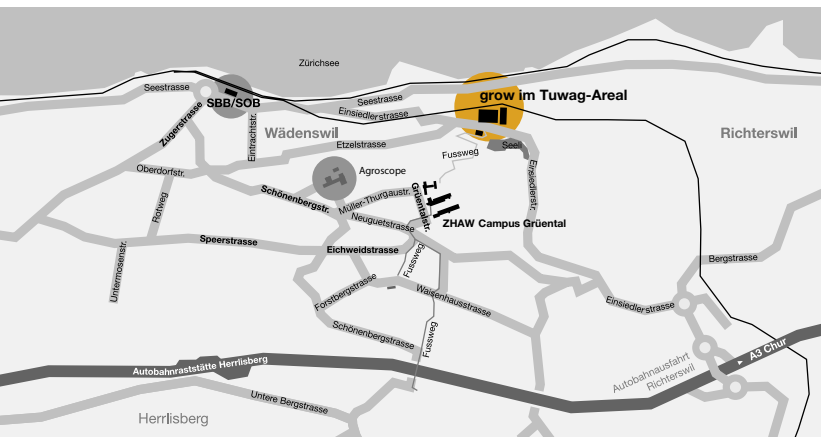 Zürichsee
Seestrasse
SBB/SOB
Seestrasse
grow im Tuwag-Areal
Einsiedlerstrasse
Zugerstrasse
Eintrachtstr.
Wädenswil
Etzelstrasse
Richterswil
Seeli
Fussweg
Oberdorfstr.
Agroscope
Einsiedlerstr.
Rotweg
Schönenbergstr.
Müller-Thurgaustr.
Grüentalstr.
Neuguetstrasse
ZHAW Campus Grüental
Speerstrasse
Eichweidstrasse
Untermosenstr.
Fussweg
Bergstrasse
Forstbergstrasse
Waisenhausstrasse
Einsiedlerstrasse
Schönenbergstrasse
Fussweg
A3 Chur
Autobahnraststätte Herrlisberg
Autobahnausfahrt
Richterswil
Untere Bergstrasse
Herrlisberg